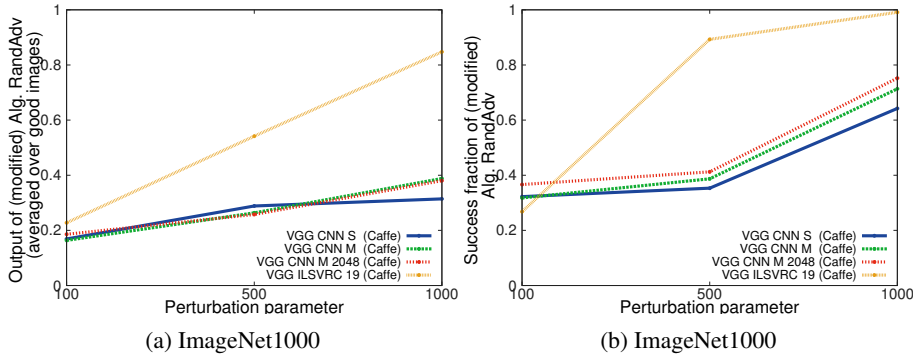 Output of (modified) Alg. RandAdv
(averaged over good images)
1
0.8
0.6
0.4
0.2
0
VGG CNN S (Caffe)
VGG CNN M (Caffe)
VGG CNN M 2048 (Caffe)
VGG ILSVRC 19 (Caffe)
100 500 1000
Perturbation parameter
(a) ImageNet1000
Success fraction of (modified)
Alg. RandAdv
1
0.8
0.6
0.4
0.2
0
VGG CNN S (Caffe)
VGG CNN M (Caffe)
VGG CNN M 2048 (Caffe)
VGG ILSVRC 19 (Caffe)
100 500 1000
Perturbation parameter
(b) ImageNet1000